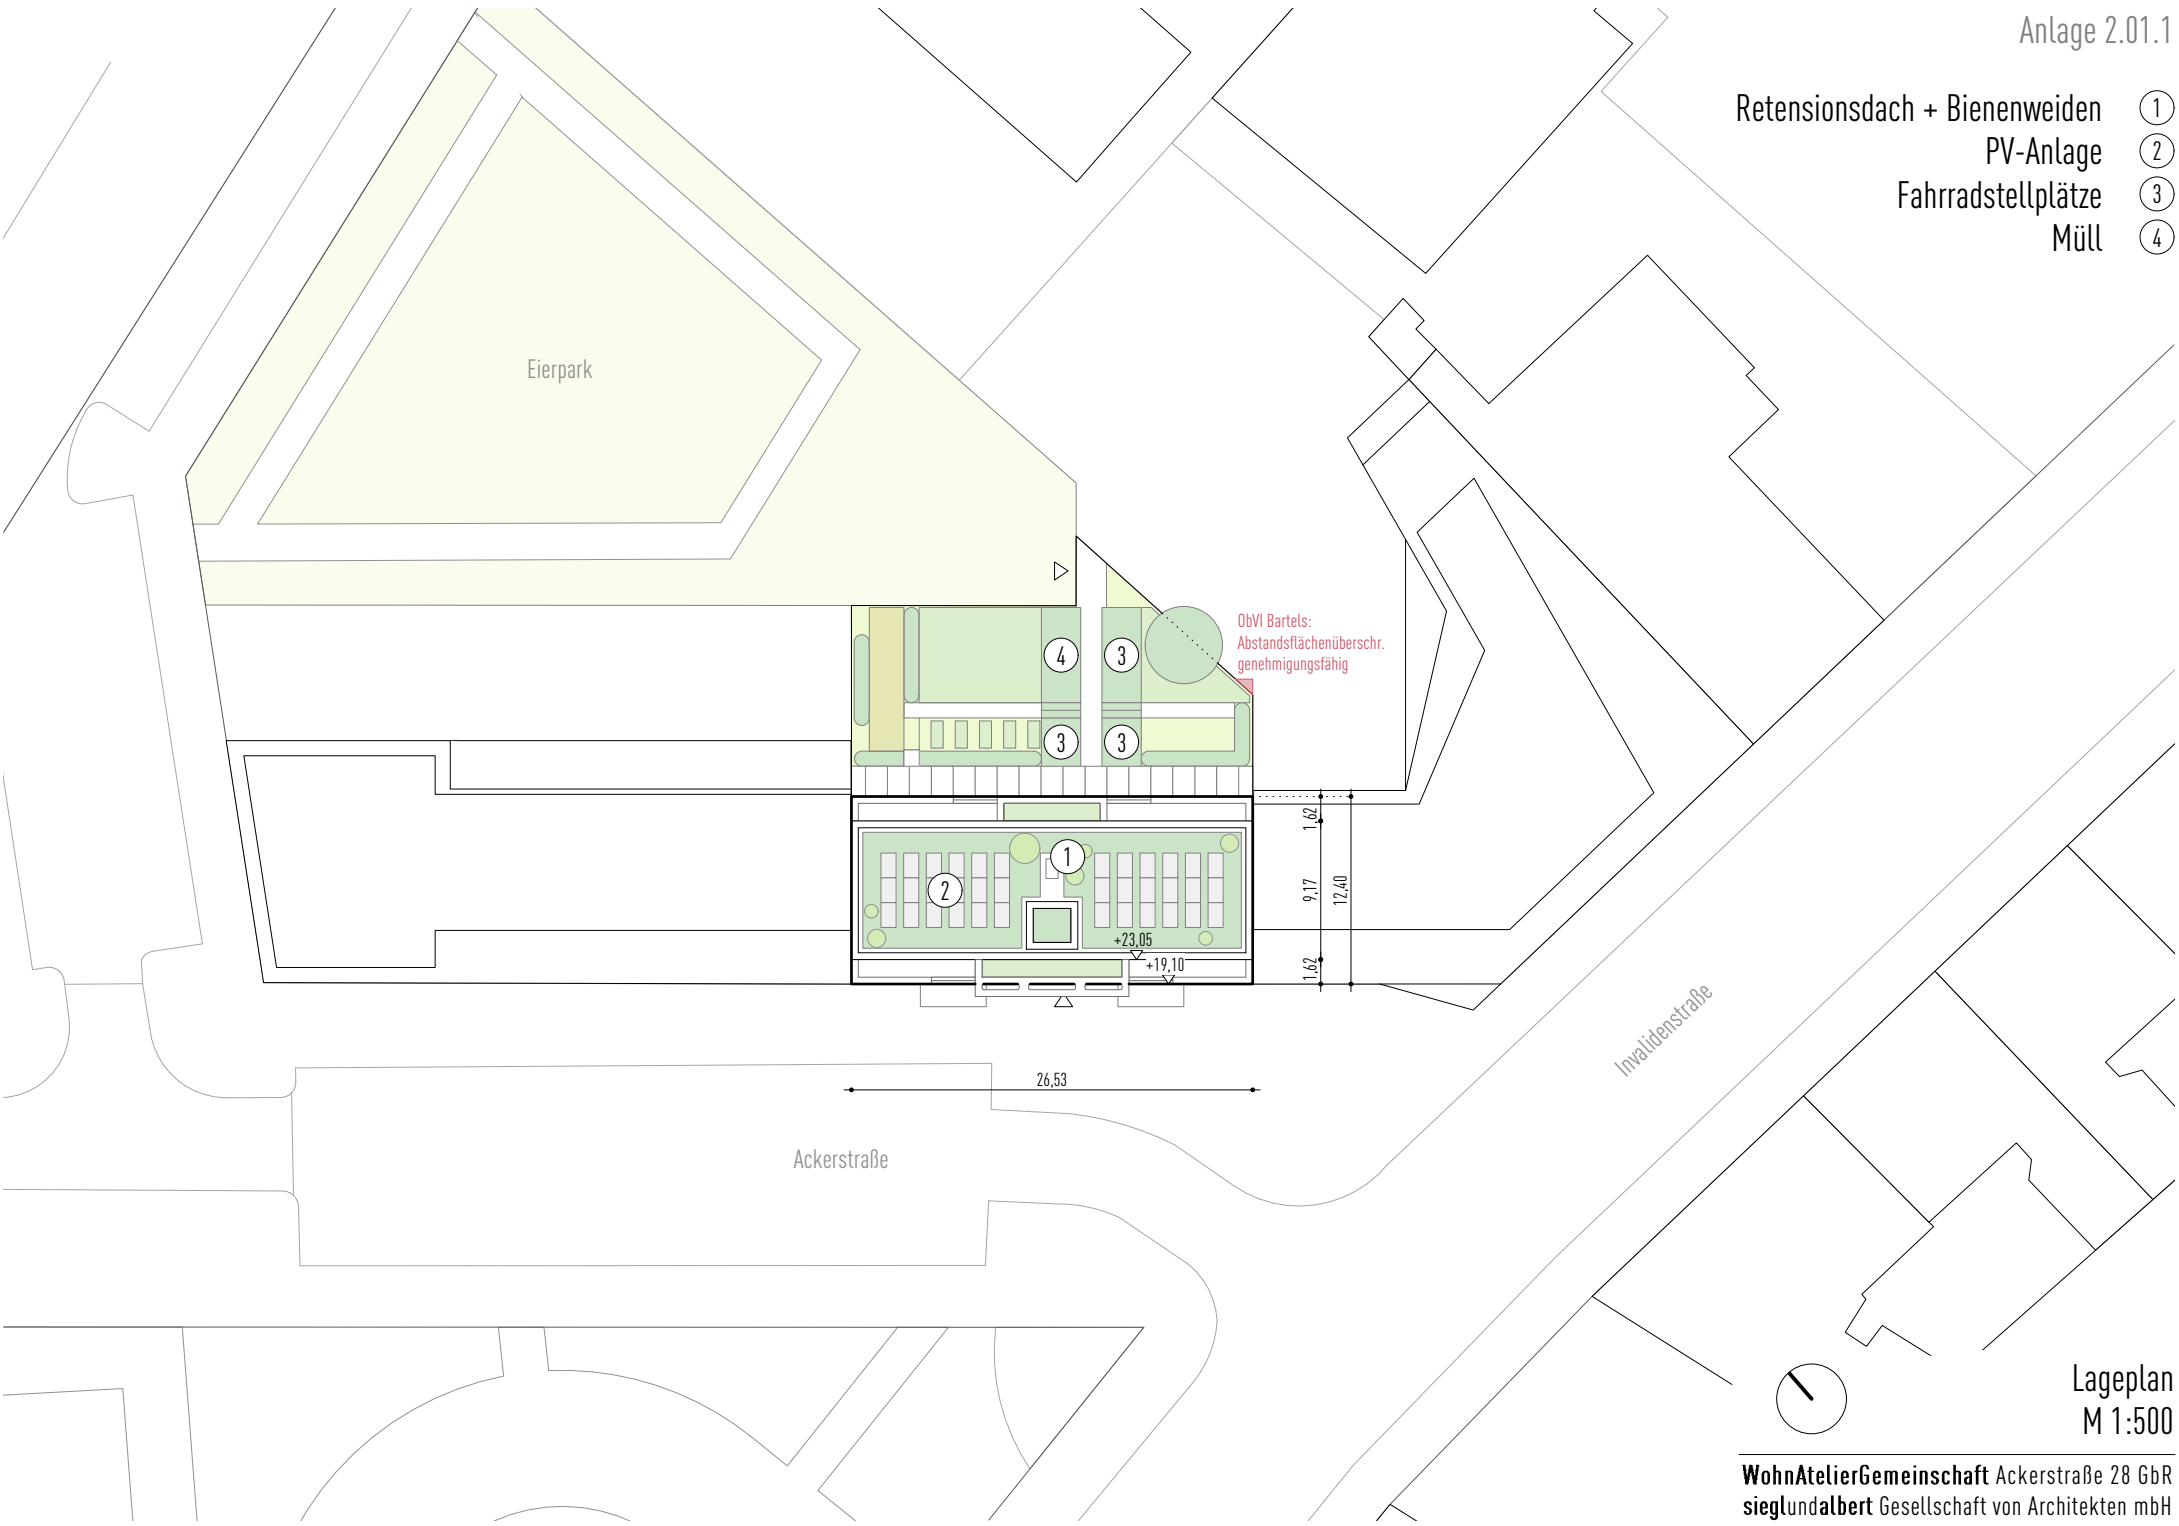 Anlage 2.01.1
Retensionsdach + Bienenweiden 1
PV-Anlage 2
Fahrradstellplätze 3
Müll 4
Eierpark
ObVI Bartels:
Abstandsflächenüberschr.
genehmigungsfähig
4
3
3
3
1
2
+23,05
+19,10
1,62
9,17
12,40
1,62
26,53
Ackerstraße
Invalidenstraße
Lageplan
M 1:500
WohnAtelierGemeinschaft Ackerstraße 28 GbR
sieglundalbert Gesellschaft von Architekten mbH